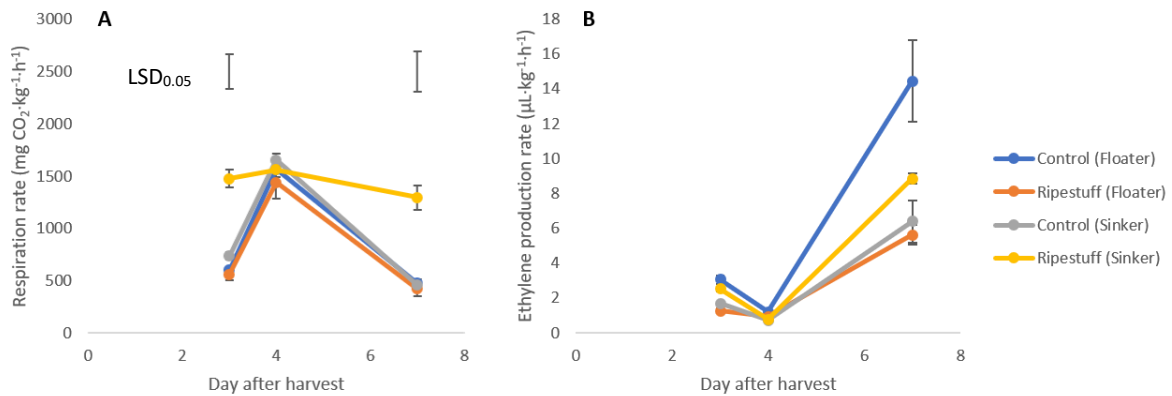 A
Respiration rate (mg CO₂·kg⁻¹·h⁻¹)
3000
2500
2000
1500
1000
500
0
LSD₀.₀₅
0 2 4 6 8
Day after harvest
B
Ethylene production rate (µL·kg⁻¹·h⁻¹)
18
16
14
12
10
8
6
4
2
0
0 2 4 6 8
Day after harvest
Control (Floater)
Ripestuff (Floater)
Control (Sinker)
Ripestuff (Sinker)